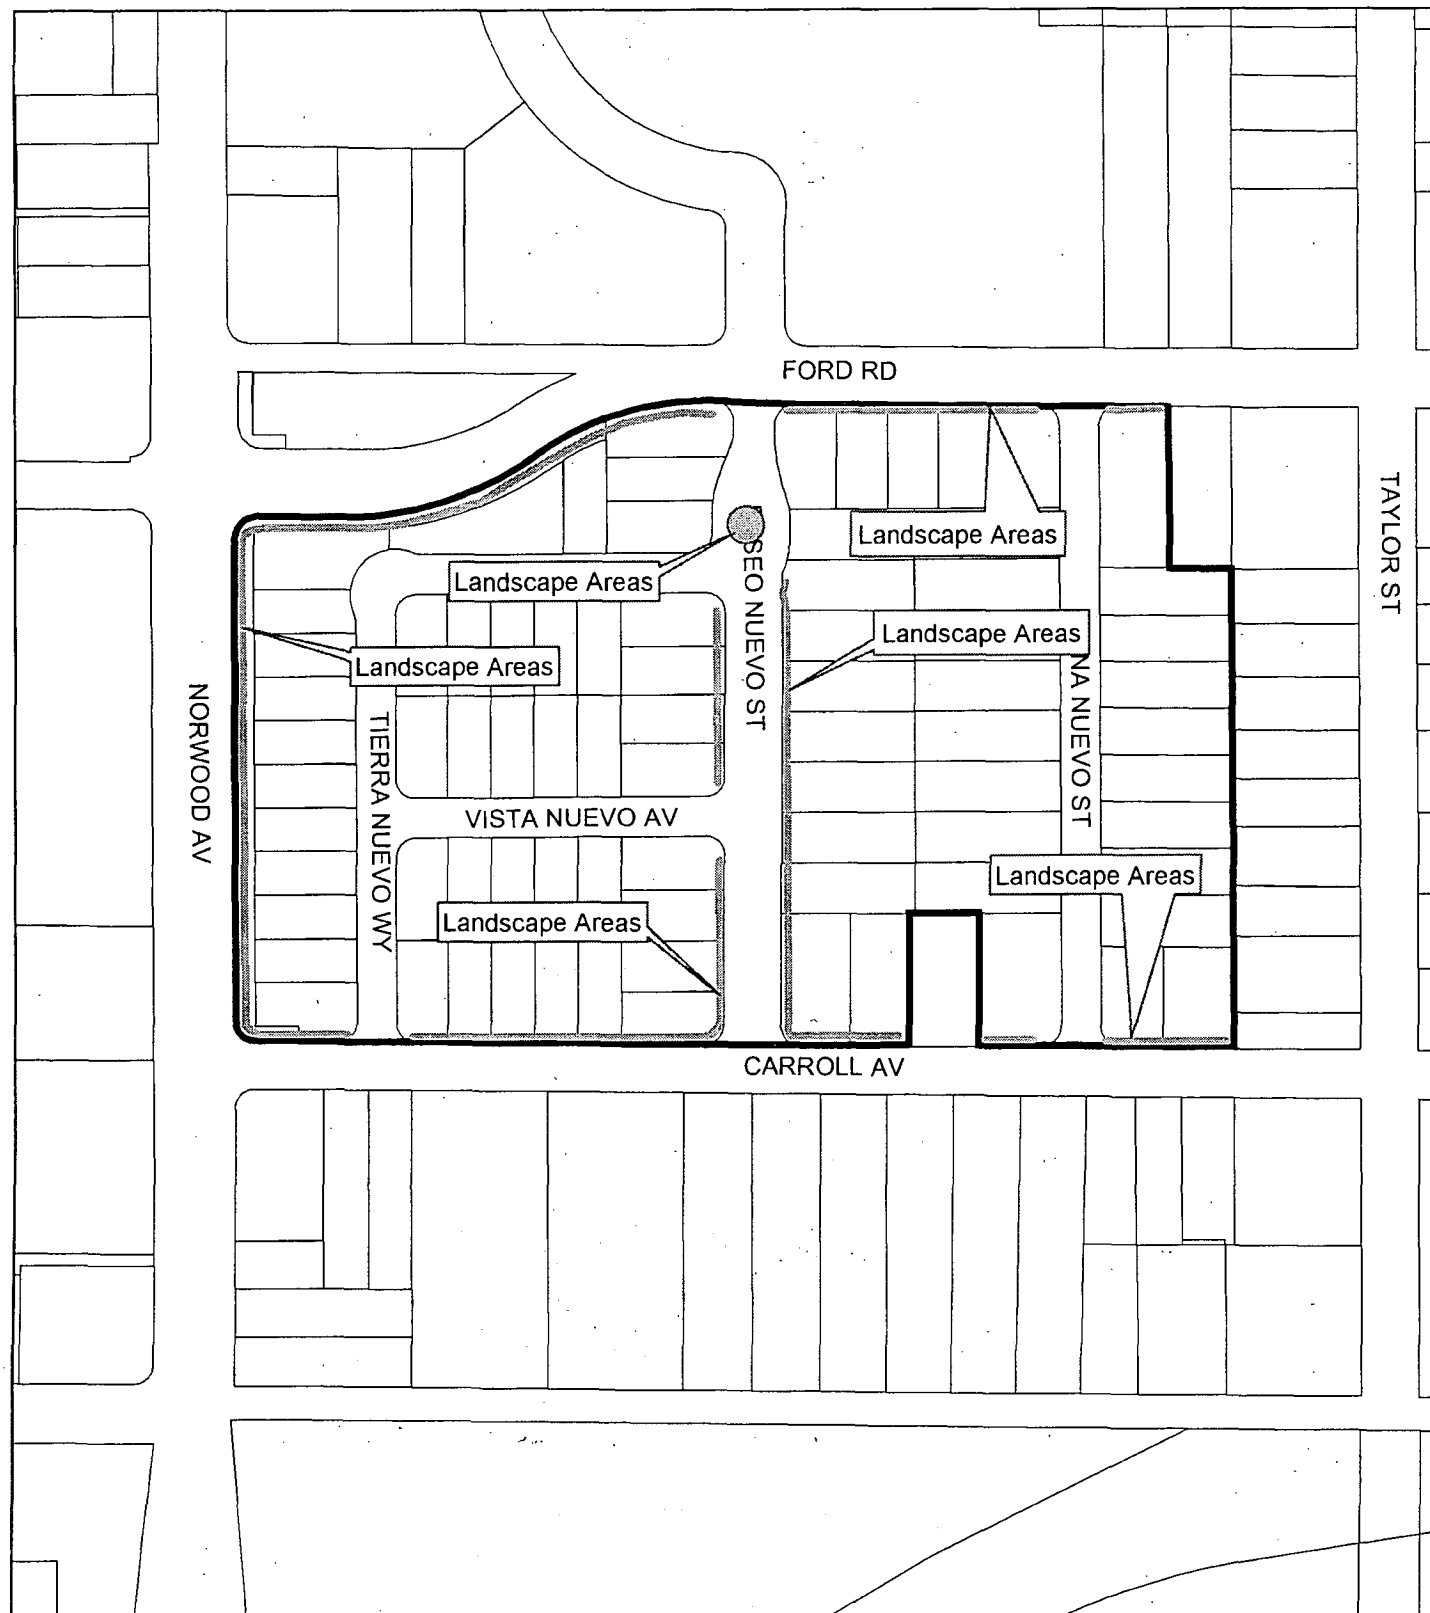 FORD RD
TAYLOR ST
Landscape Areas
Landscape Areas
SEO NUEVO ST
Landscape Areas
Landscape Areas
NA NUEVO ST
NORWOOD AV
TIERRA NUEVO WY
VISTA NUEVO AV
Landscape Areas
Landscape Areas
CARROLL AV